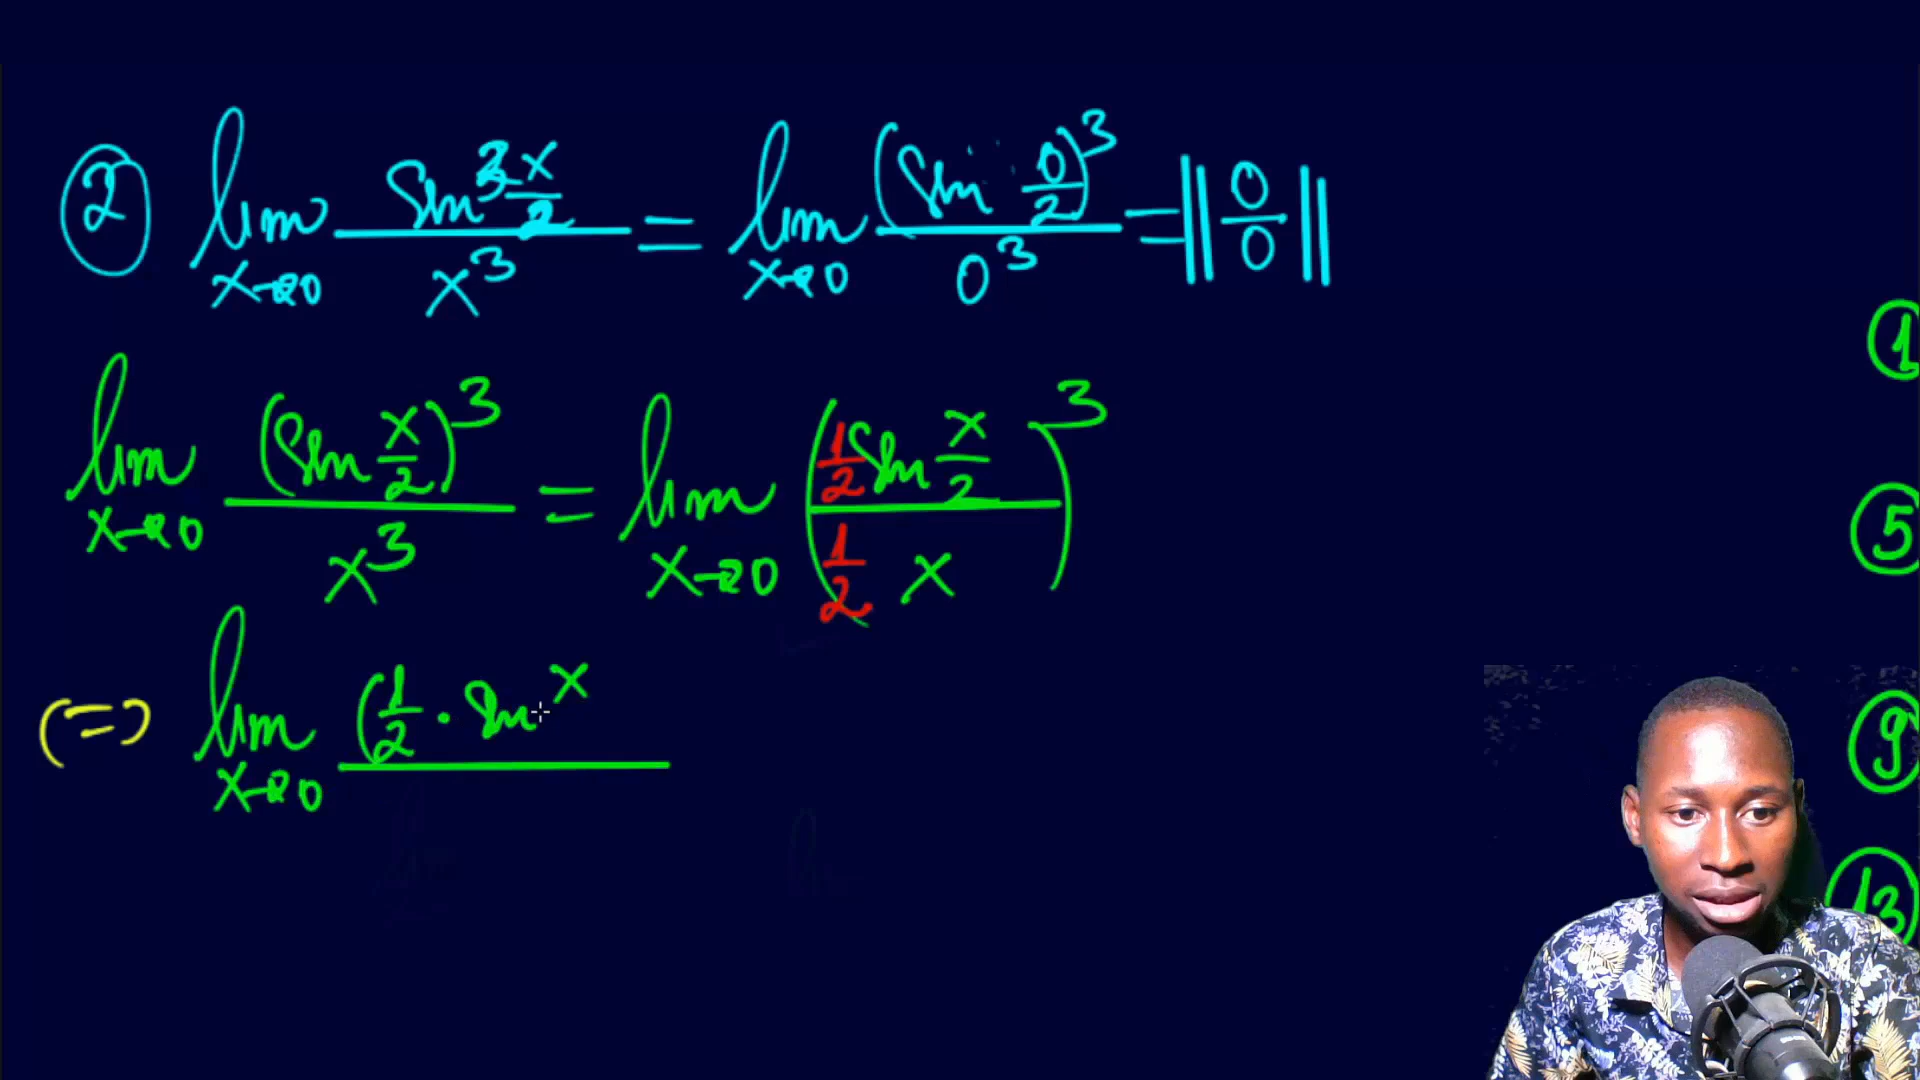 ② lim x→0 sin³ x/2 / x³ = lim x→0 (sin 0/2)³ / 0³ = ‖0/0‖
①
lim x→0 (sin x/2)³ / x³ = lim x→0 (1/2 sin x/2 / 1/2 x)³
⑤
(=) lim x→0 (1/2 · sin x
⑨
⑬